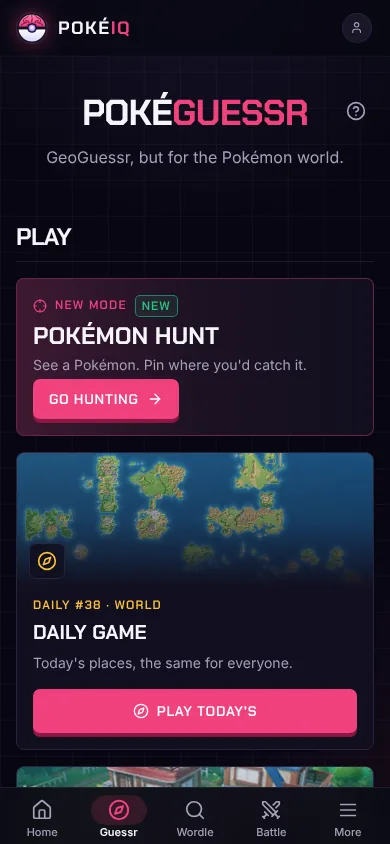 POKÉIQ
POKÉGUESSR
GeoGuessr, but for the Pokémon world.
PLAY
NEW MODE NEW
POKÉMON HUNT
See a Pokémon. Pin where you'd catch it.
GO HUNTING
DAILY #38 · WORLD
DAILY GAME
Today's places, the same for everyone.
PLAY TODAY'S
Home Guessr Wordle Battle More